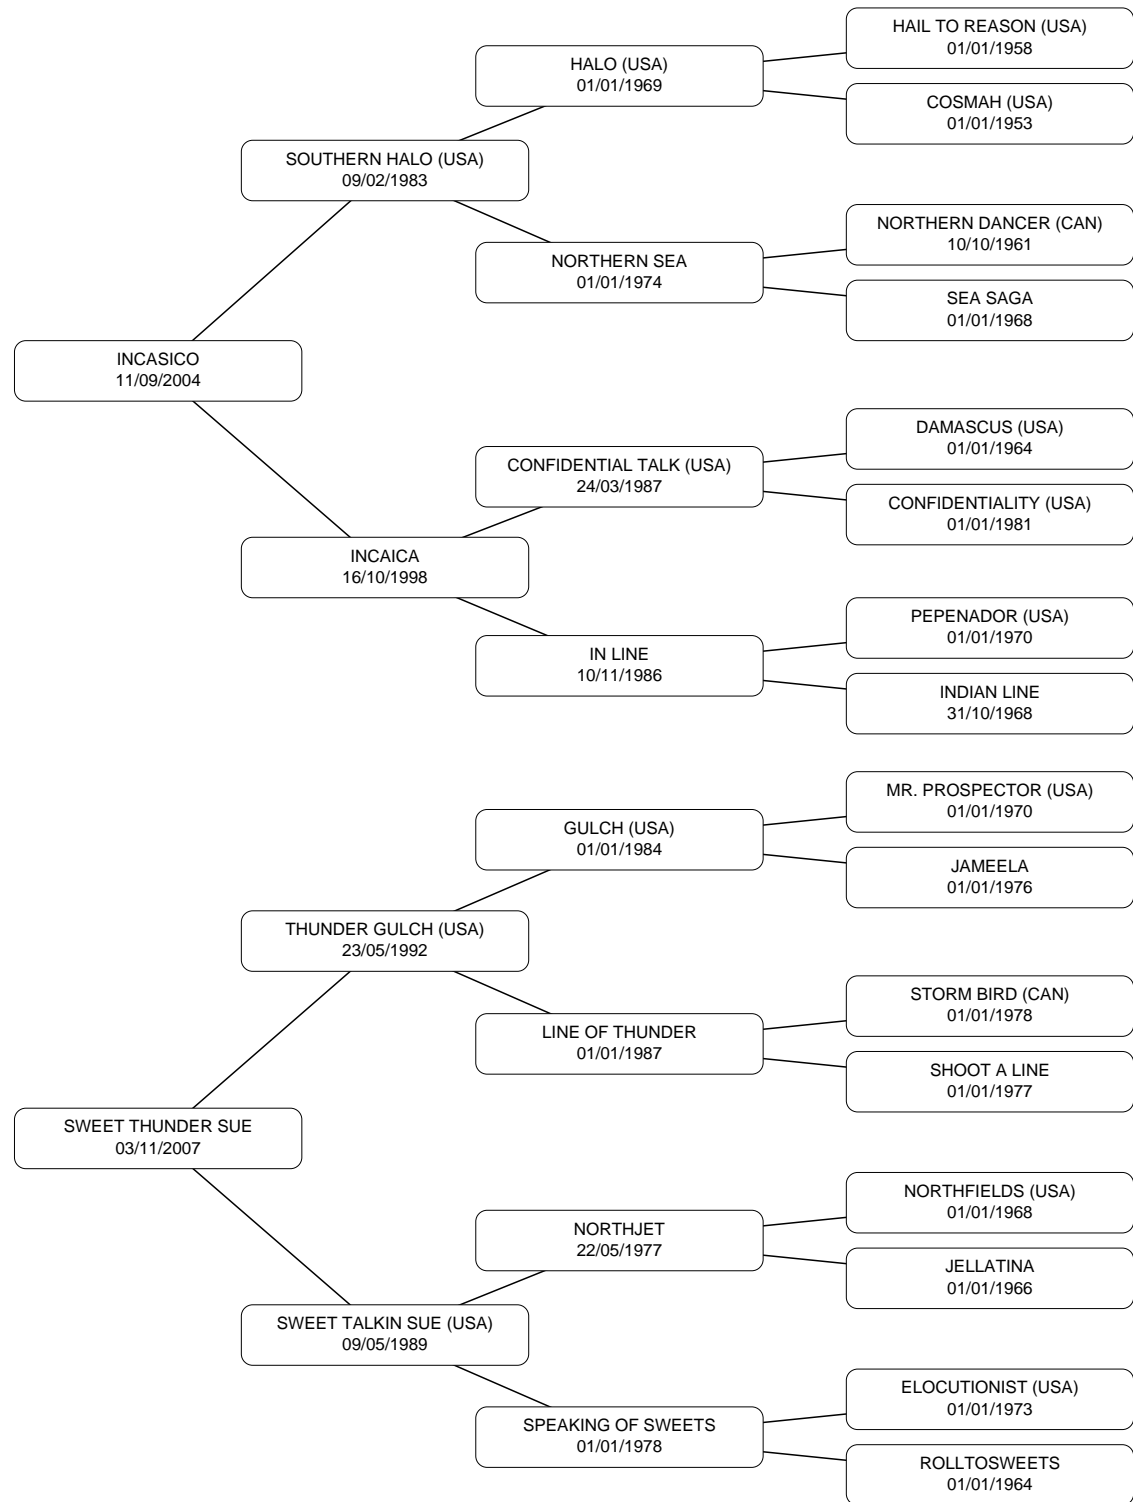 HAIL TO REASON (USA)
01/01/1958
HALO (USA)
01/01/1969
COSMAH (USA)
01/01/1953
SOUTHERN HALO (USA)
09/02/1983
NORTHERN DANCER (CAN)
10/10/1961
NORTHERN SEA
01/01/1974
SEA SAGA
01/01/1968
INCASICO
11/09/2004
DAMASCUS (USA)
01/01/1964
CONFIDENTIAL TALK (USA)
24/03/1987
CONFIDENTIALITY (USA)
01/01/1981
INCAICA
16/10/1998
PEPENADOR (USA)
01/01/1970
IN LINE
10/11/1986
INDIAN LINE
31/10/1968
MR. PROSPECTOR (USA)
01/01/1970
GULCH (USA)
01/01/1984
JAMEELA
01/01/1976
THUNDER GULCH (USA)
23/05/1992
STORM BIRD (CAN)
01/01/1978
LINE OF THUNDER
01/01/1987
SHOOT A LINE
01/01/1977
SWEET THUNDER SUE
03/11/2007
NORTHFIELDS (USA)
01/01/1968
NORTHJET
22/05/1977
JELLATINA
01/01/1966
SWEET TALKIN SUE (USA)
09/05/1989
ELOCUTIONIST (USA)
01/01/1973
SPEAKING OF SWEETS
01/01/1978
ROLLTOSWEETS
01/01/1964